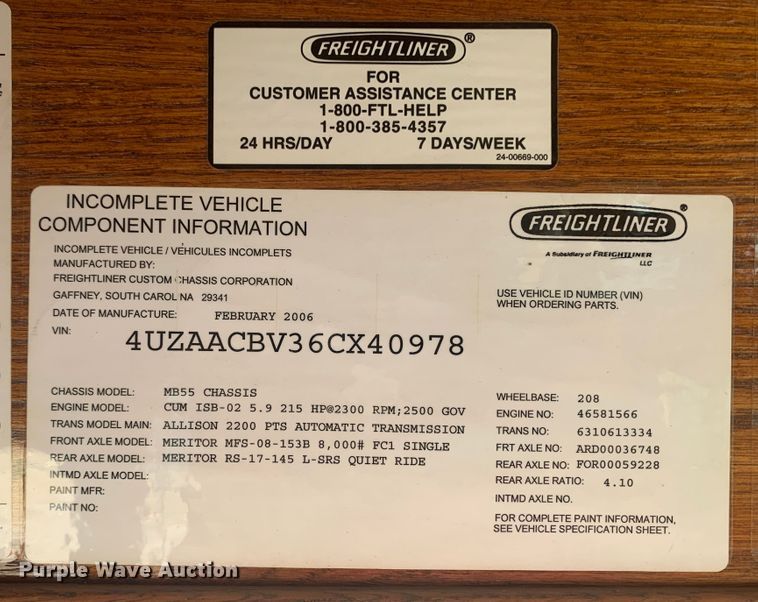 FREIGHTLINER®
FOR
CUSTOMER ASSISTANCE CENTER
1-800-FTL-HELP
1-800-385-4357
24 HRS/DAY 7 DAYS/WEEK
24-00669-000
INCOMPLETE VEHICLE
COMPONENT INFORMATION
INCOMPLETE VEHICLE / VEHICULES INCOMPLETS
MANUFACTURED BY:
FREIGHTLINER CUSTOM CHASSIS CORPORATION
GAFFNEY, SOUTH CAROL NA 29341
DATE OF MANUFACTURE: FEBRUARY 2006
VIN:
4UZAACBV36CX40978
FREIGHTLINER®
A Subsidiary of FREIGHTLINER
LLC
USE VEHICLE ID NUMBER (VIN)
WHEN ORDERING PARTS.
CHASSIS MODEL: MB55 CHASSIS
ENGINE MODEL: CUM ISB-02 5.9 215 HP@2300 RPM;2500 GOV
TRANS MODEL MAIN: ALLISON 2200 PTS AUTOMATIC TRANSMISSION
FRONT AXLE MODEL: MERITOR MFS-08-153B 8,000# FC1 SINGLE
REAR AXLE MODEL: MERITOR RS-17-145 L-SRS QUIET RIDE
INTMD AXLE MODEL:
PAINT MFR:
PAINT NO:
WHEELBASE: 208
ENGINE NO: 46581566
TRANS NO: 6310613334
FRT AXLE NO: ARD00036748
REAR AXLE NO: FOR00059228
REAR AXLE RATIO: 4.10
INTMD AXLE NO.
FOR COMPLETE PAINT INFORMATION,
SEE VEHICLE SPECIFICATION SHEET.
Purple Wave Auction